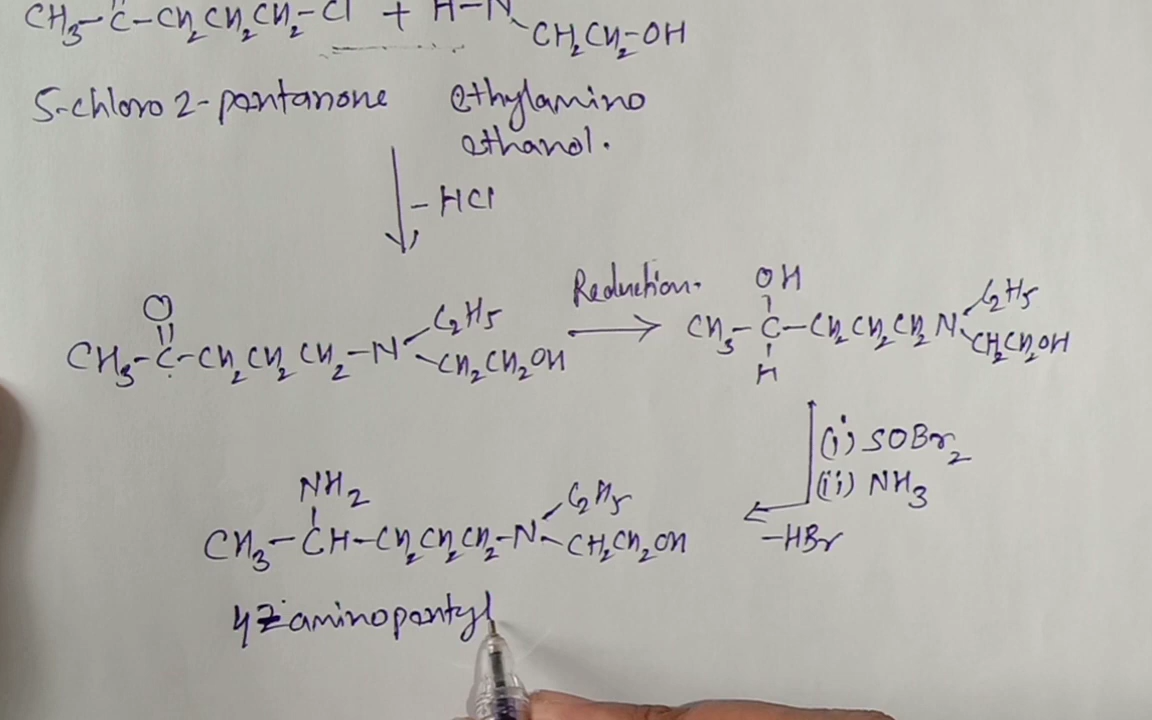 CH3-C-CH2CH2CH2-Cl + H-N
CH2CH2-OH
5-chloro 2-pentanone ethylamino
ethanol.
-HCl
O
CH3-C-CH2CH2CH2-N
C2H5
CH2CH2OH
Reduction.
OH
CH3-C-CH2CH2CH2N
C2H5
CH2CH2OH
H
(i) SOBr2
(ii) NH3
-HBr
NH2
CH3-CH-CH2CH2CH2-N
C2H5
CH2CH2OH
4-aminopentyl